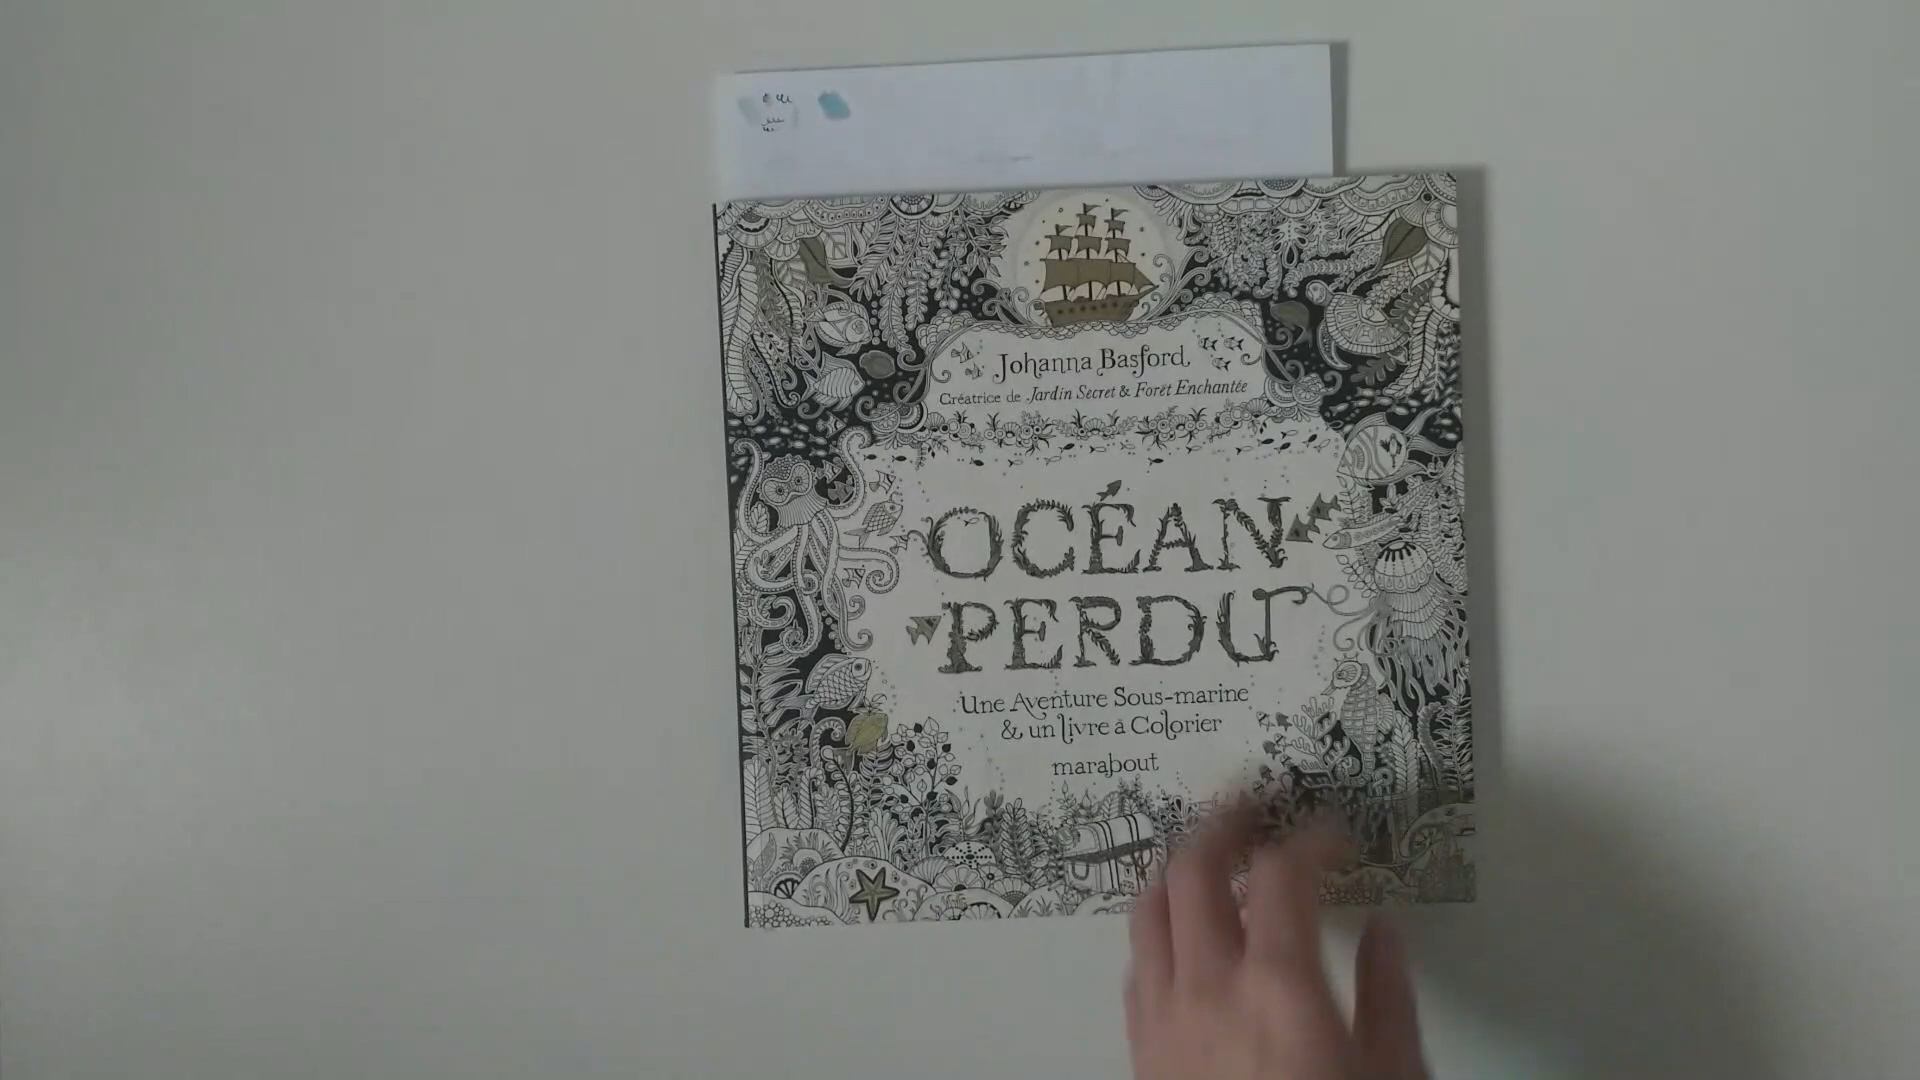 Johanna Basford
Créatrice de Jardin Secret & Forêt Enchantée
OCÉAN
PERDU
Une Aventure Sous-marine
& un livre à Colorier
marabout